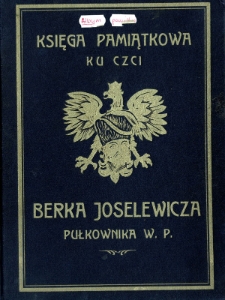 KSIĘGA PAMIĄTKOWA
KU CZCI
BERKA JOSELEWICZA
PUŁKOWNIKA W. P.